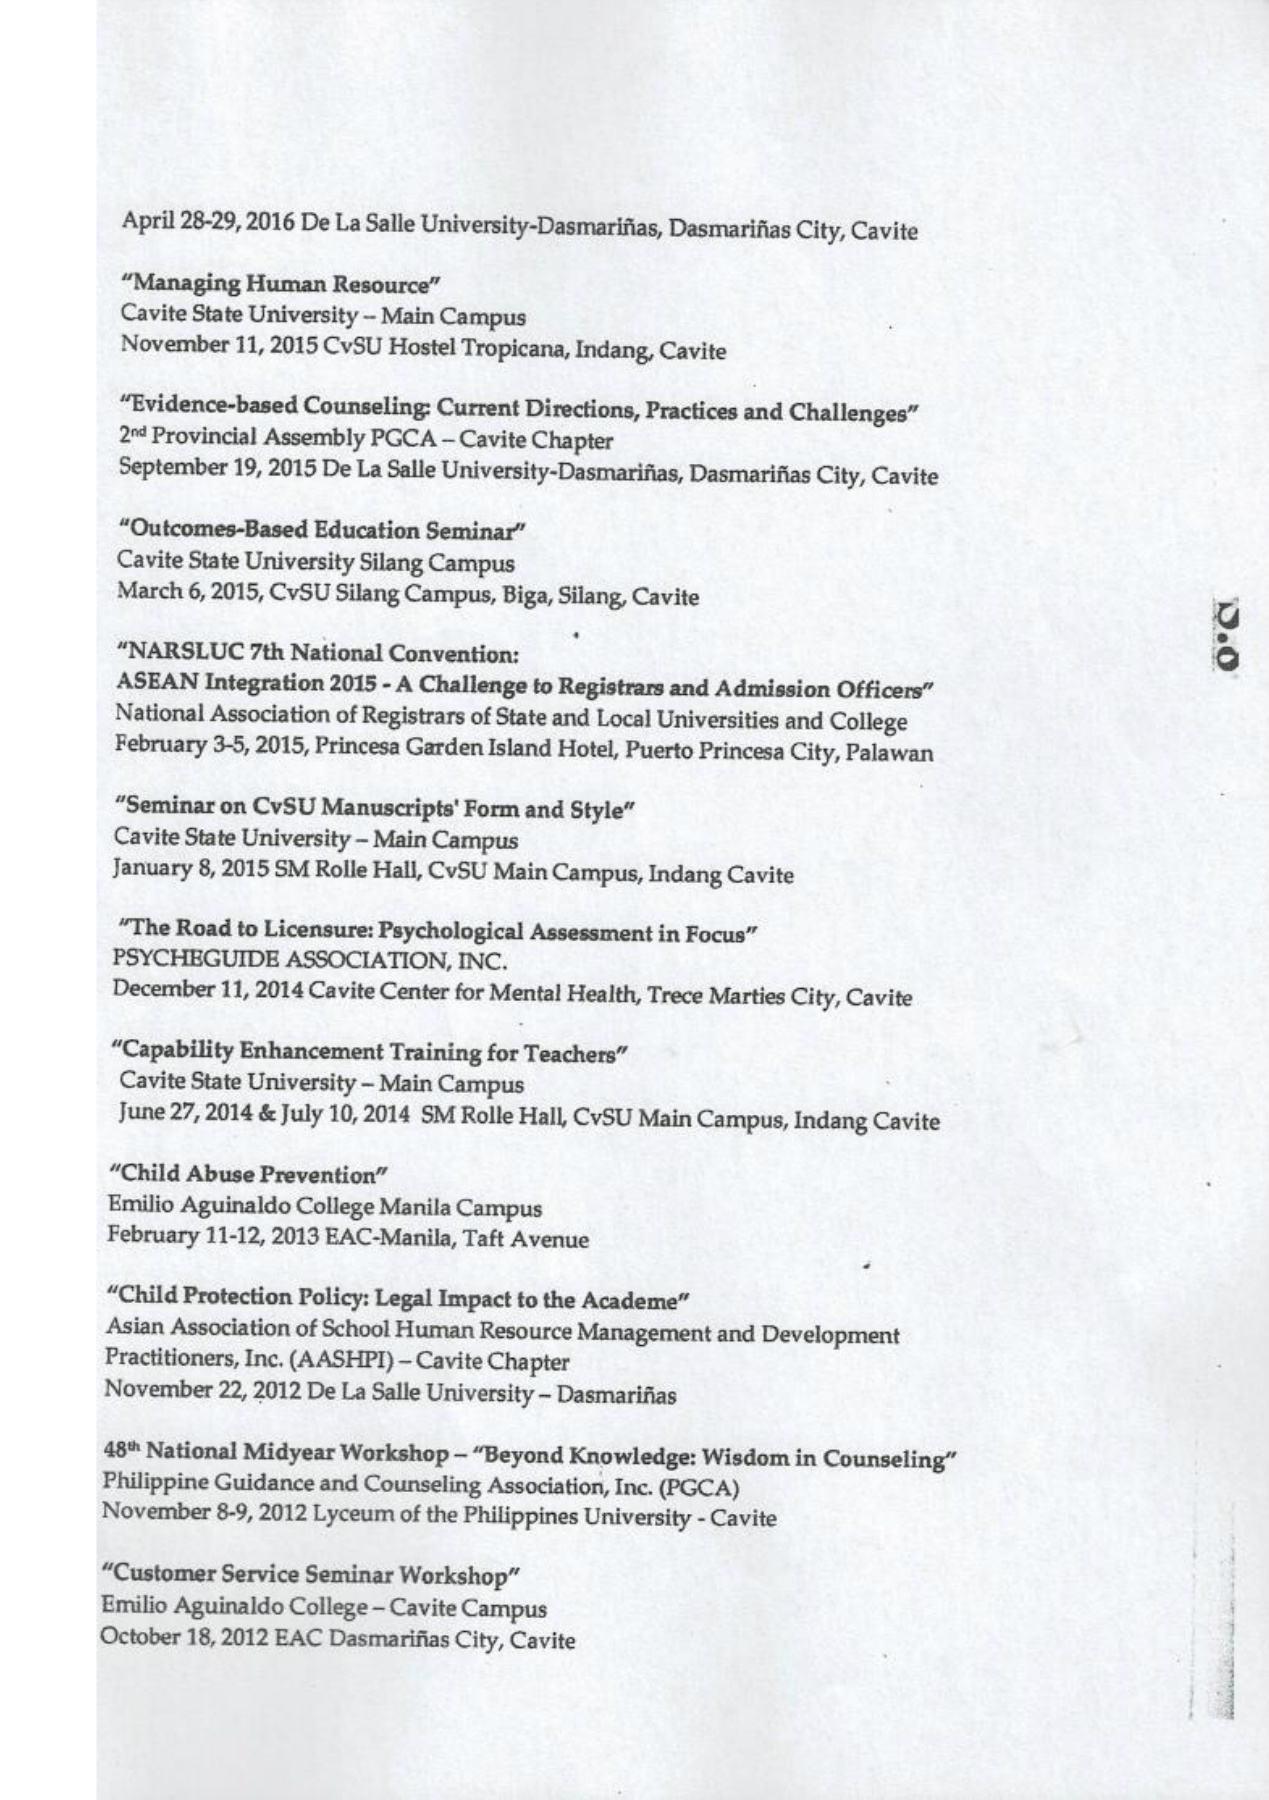 April 28-29, 2016 De La Salle University-Dasmariñas, Dasmariñas City, Cavite
“Managing Human Resource”
Cavite State University – Main Campus
November 11, 2015 CvSU Hostel Tropicana, Indang, Cavite
“Evidence-based Counseling: Current Directions, Practices and Challenges”
2nd Provincial Assembly PGCA – Cavite Chapter
September 19, 2015 De La Salle University-Dasmariñas, Dasmariñas City, Cavite
“Outcomes-Based Education Seminar”
Cavite State University Silang Campus
March 6, 2015, CvSU Silang Campus, Biga, Silang, Cavite
“NARSLUC 7th National Convention:
ASEAN Integration 2015 - A Challenge to Registrars and Admission Officers”
National Association of Registrars of State and Local Universities and College
February 3-5, 2015, Princesa Garden Island Hotel, Puerto Princesa City, Palawan
“Seminar on CvSU Manuscripts' Form and Style”
Cavite State University – Main Campus
January 8, 2015 SM Rolle Hall, CvSU Main Campus, Indang Cavite
“The Road to Licensure: Psychological Assessment in Focus”
PSYCHEGUIDE ASSOCIATION, INC.
December 11, 2014 Cavite Center for Mental Health, Trece Marties City, Cavite
“Capability Enhancement Training for Teachers”
Cavite State University – Main Campus
June 27, 2014 & July 10, 2014 SM Rolle Hall, CvSU Main Campus, Indang Cavite
“Child Abuse Prevention”
Emilio Aguinaldo College Manila Campus
February 11-12, 2013 EAC-Manila, Taft Avenue
“Child Protection Policy: Legal Impact to the Academe”
Asian Association of School Human Resource Management and Development
Practitioners, Inc. (AASHPI) – Cavite Chapter
November 22, 2012 De La Salle University – Dasmariñas
48th National Midyear Workshop – “Beyond Knowledge: Wisdom in Counseling”
Philippine Guidance and Counseling Association, Inc. (PGCA)
November 8-9, 2012 Lyceum of the Philippines University - Cavite
“Customer Service Seminar Workshop”
Emilio Aguinaldo College – Cavite Campus
October 18, 2012 EAC Dasmariñas City, Cavite